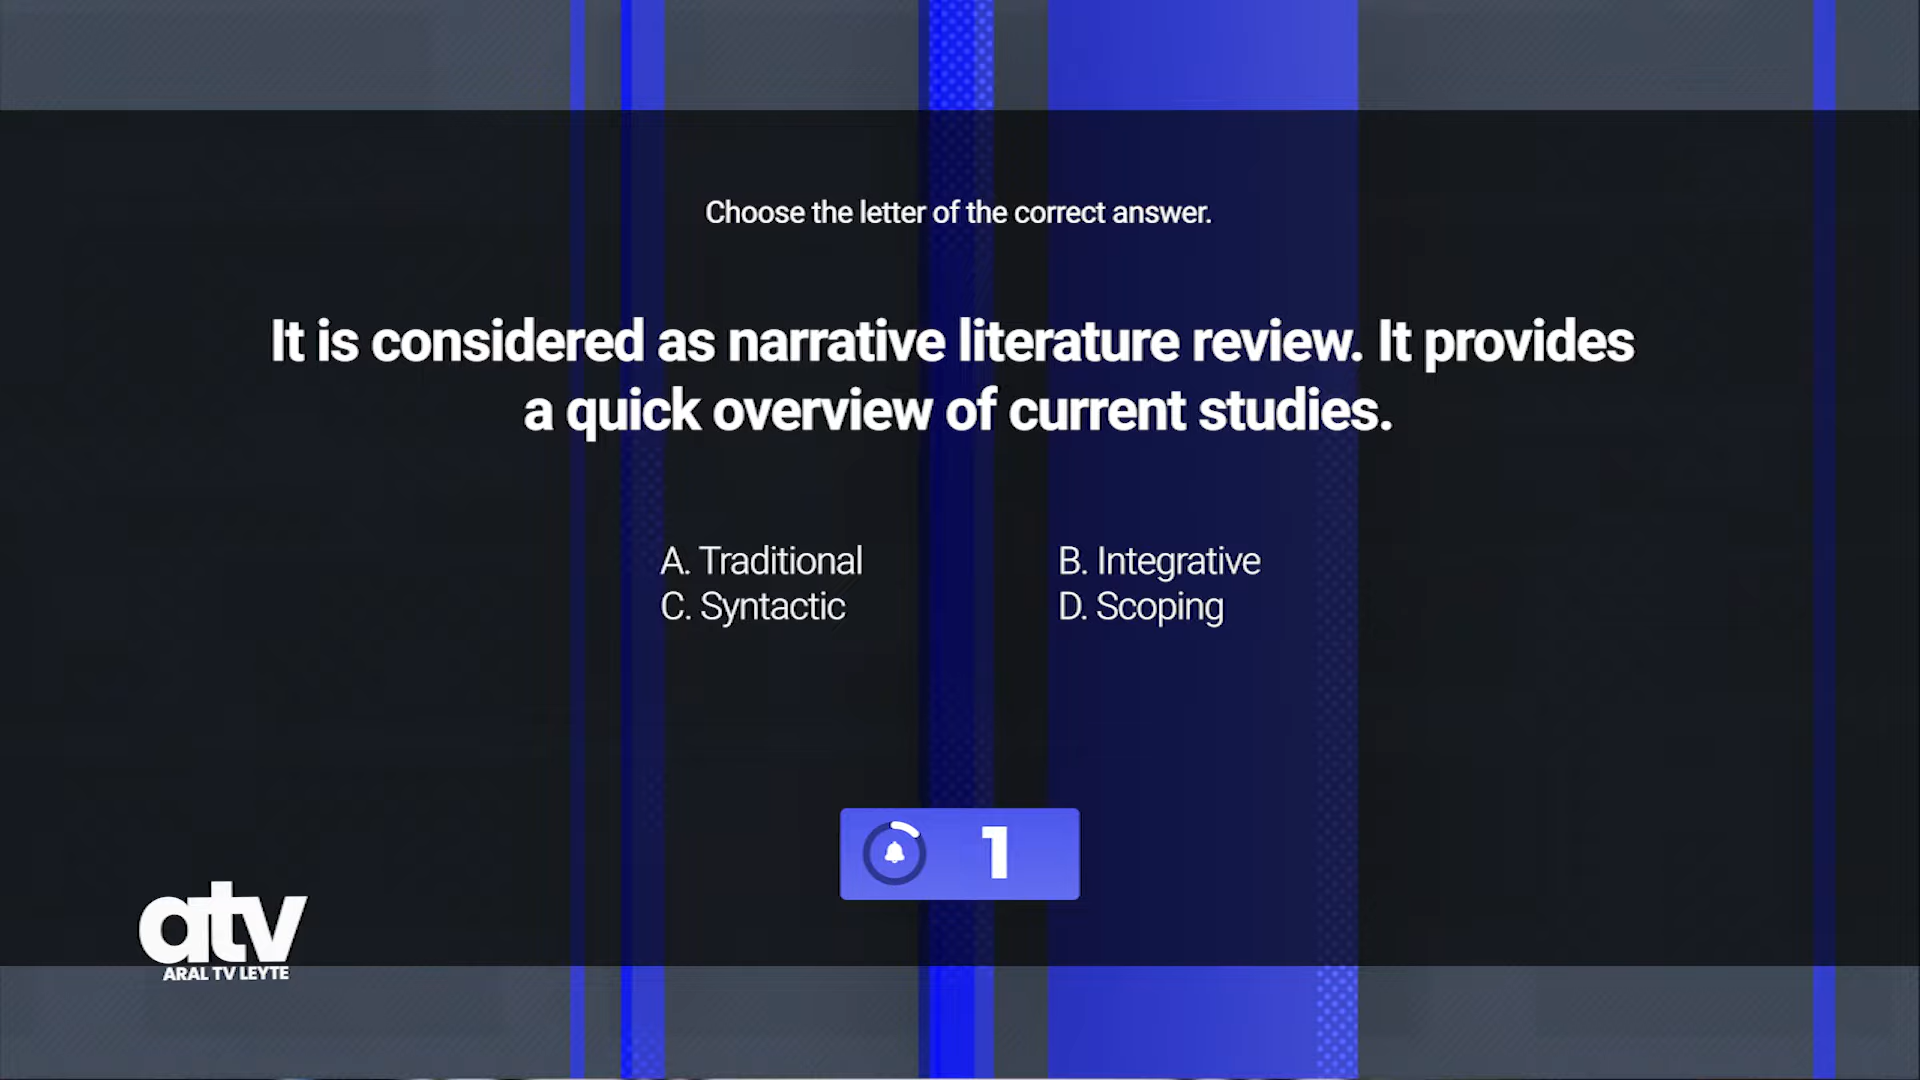 Choose the letter of the correct answer.
It is considered as narrative literature review. It provides
a quick overview of current studies.
A. Traditional
B. Integrative
C. Syntactic
D. Scoping
1
atv
ARAL TV LEYTE